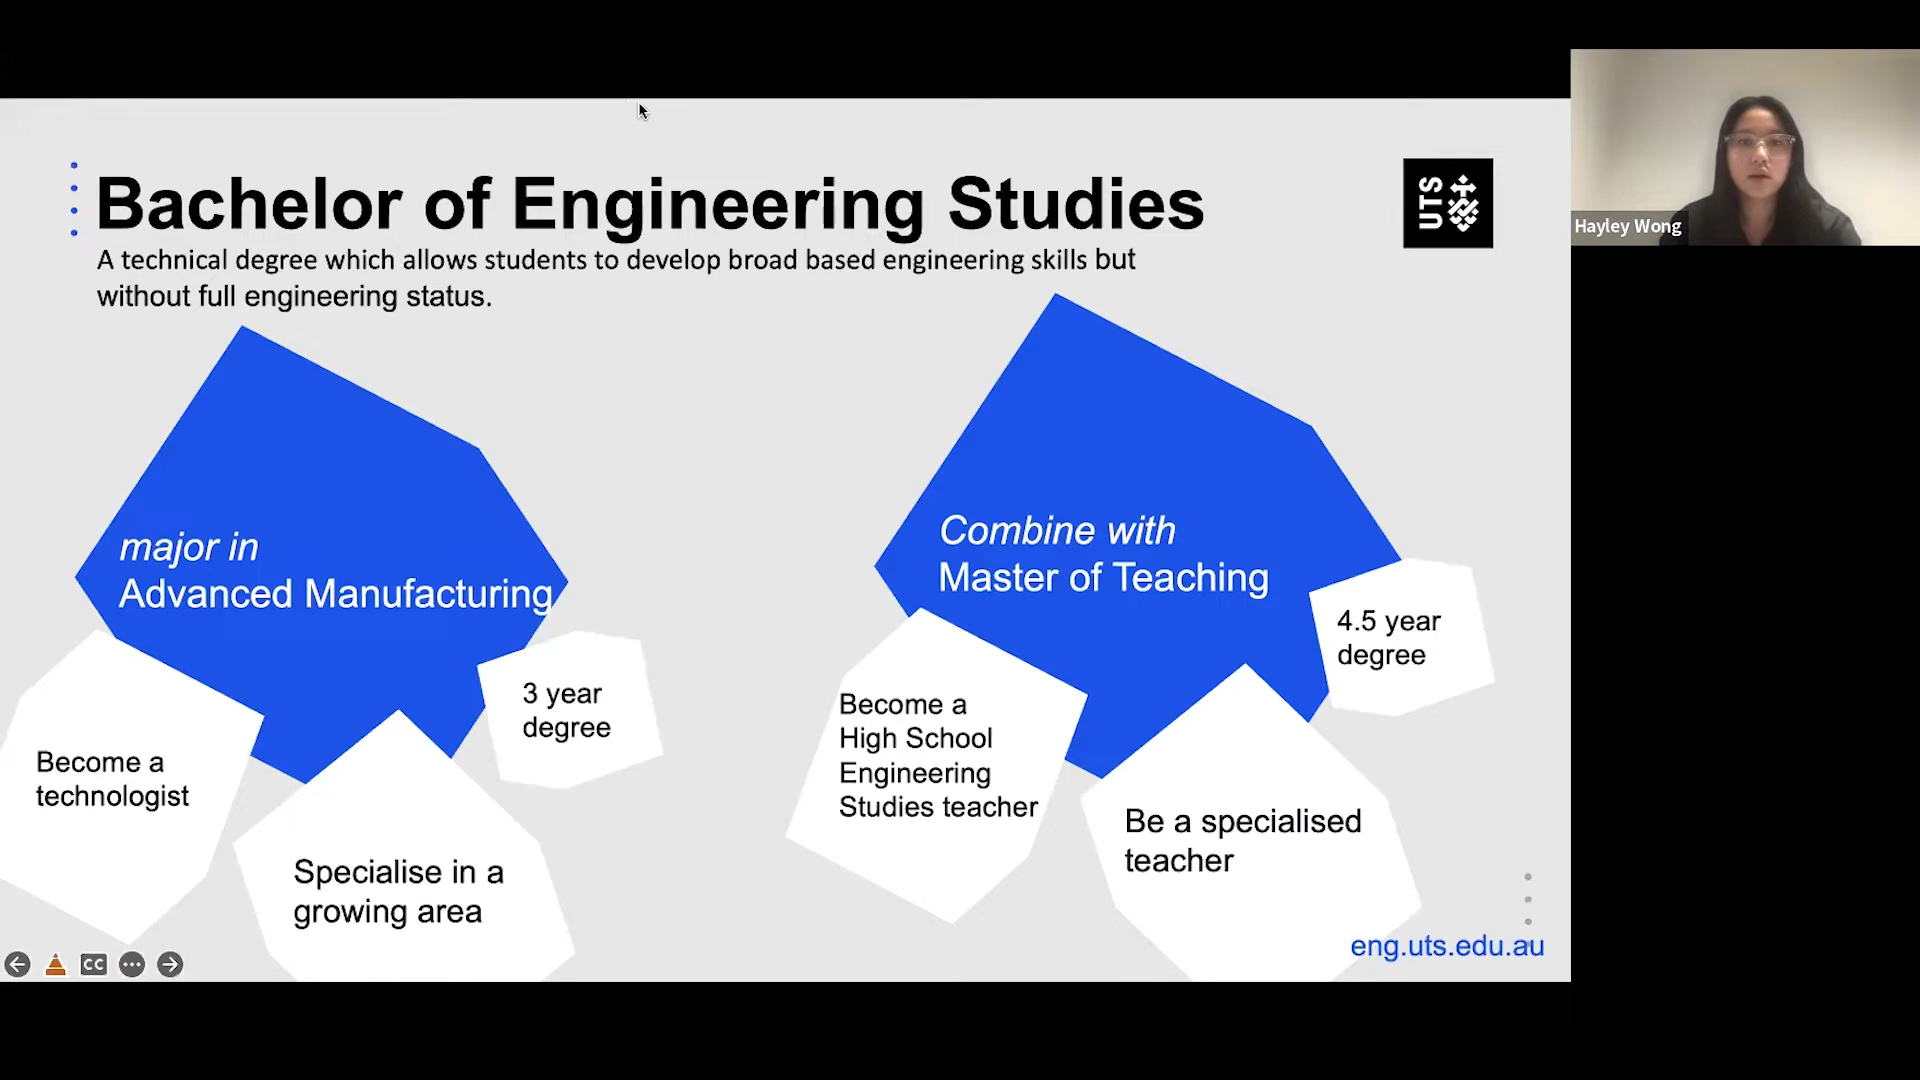 Bachelor of Engineering Studies
A technical degree which allows students to develop broad based engineering skills but
without full engineering status.
UTS
Hayley Wong
major in
Advanced Manufacturing
3 year
degree
Become a
technologist
Specialise in a
growing area
Combine with
Master of Teaching
4.5 year
degree
Become a
High School
Engineering
Studies teacher
Be a specialised
teacher
eng.uts.edu.au
CC